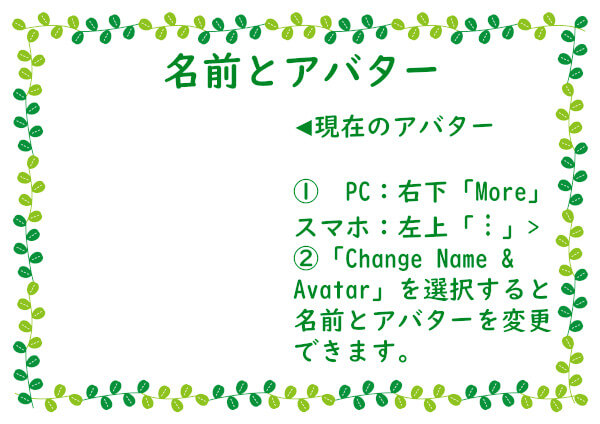 名前とアバター
◀現在のアバター
① PC：右下「More」
スマホ：左上「⋮」>
②「Change Name &
Avatar」を選択すると
名前とアバターを変更
できます。